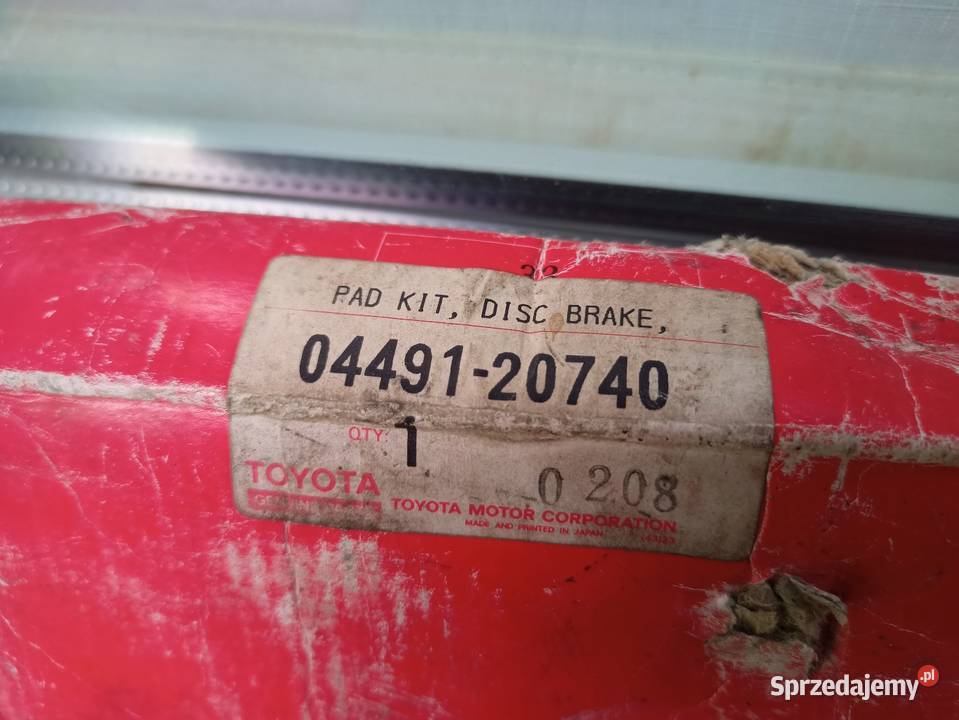 PAD KIT, DISC BRAKE,
04491-20740
QTY: 1
0 208
TOYOTA
TOYOTA MOTOR CORPORATION
MADE AND PRINTED IN JAPAN
Sprzedajemy.pl